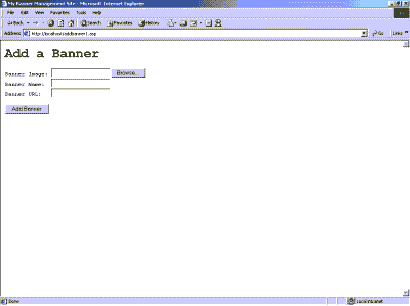 My Banner Management Site - Microsoft Internet Explorer
File Edit View Favorites Tools Help
Back Search Favorites History
Address http://localhost/addbanner1.asp Go Links »
Add a Banner
Banner Image: Browse...
Banner Name:
Banner URL:
Add Banner
Done Local intranet